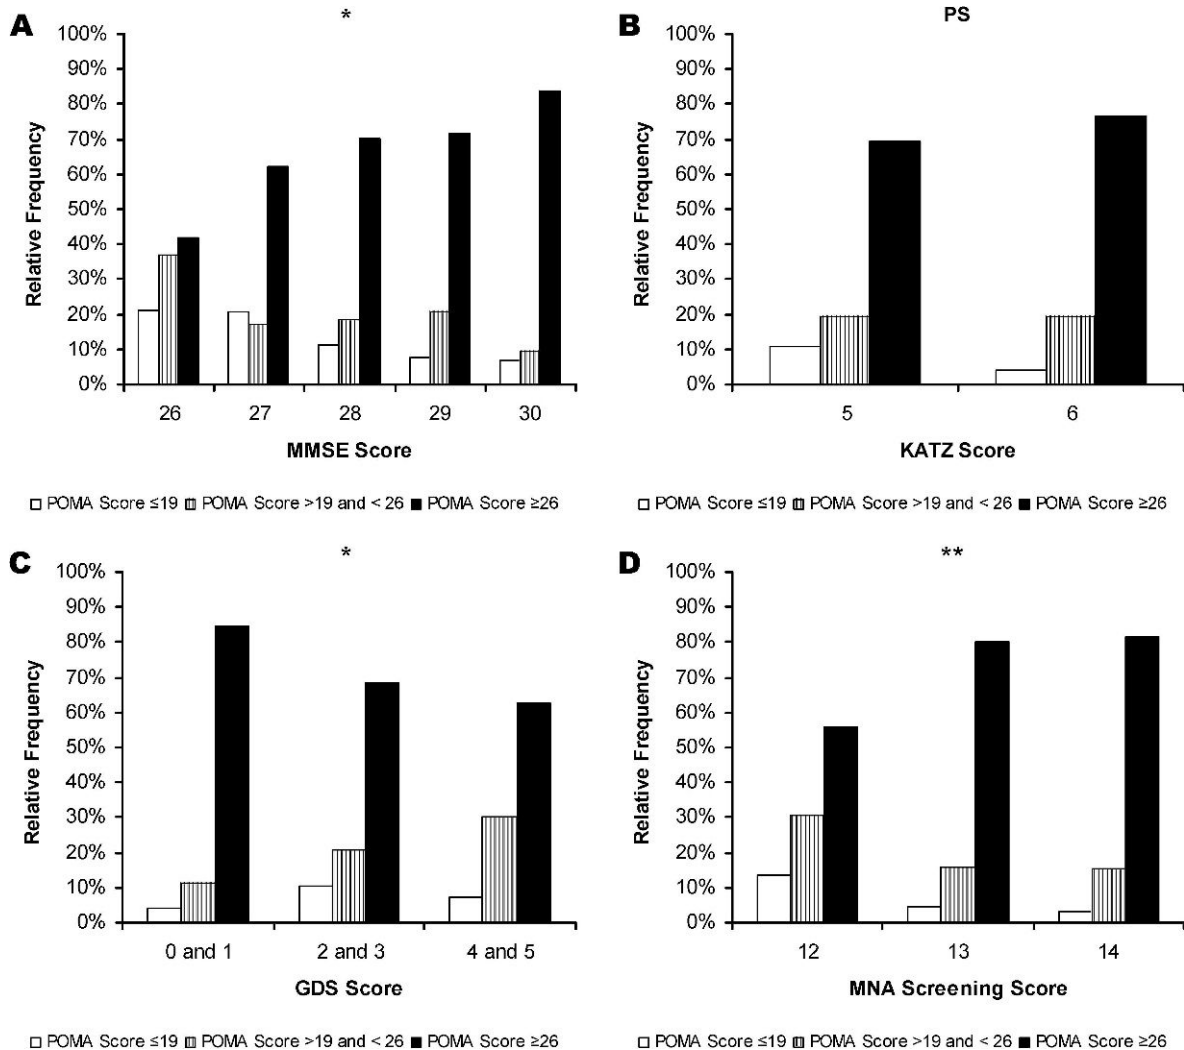 A
*
100%
90%
80%
70%
60%
50%
40%
30%
20%
10%
0%
Relative Frequency
26 27 28 29 30
MMSE Score
POMA Score ≤19 POMA Score >19 and < 26 POMA Score ≥26
B
PS
100%
90%
80%
70%
60%
50%
40%
30%
20%
10%
0%
Relative Frequency
5 6
KATZ Score
POMA Score ≤19 POMA Score >19 and < 26 POMA Score ≥26
C
*
100%
90%
80%
70%
60%
50%
40%
30%
20%
10%
0%
Relative Frequency
0 and 1 2 and 3 4 and 5
GDS Score
POMA Score ≤19 POMA Score >19 and < 26 POMA Score ≥26
D
**
100%
90%
80%
70%
60%
50%
40%
30%
20%
10%
0%
Relative Frequency
12 13 14
MNA Screening Score
POMA Score ≤19 POMA Score >19 and < 26 POMA Score ≥26